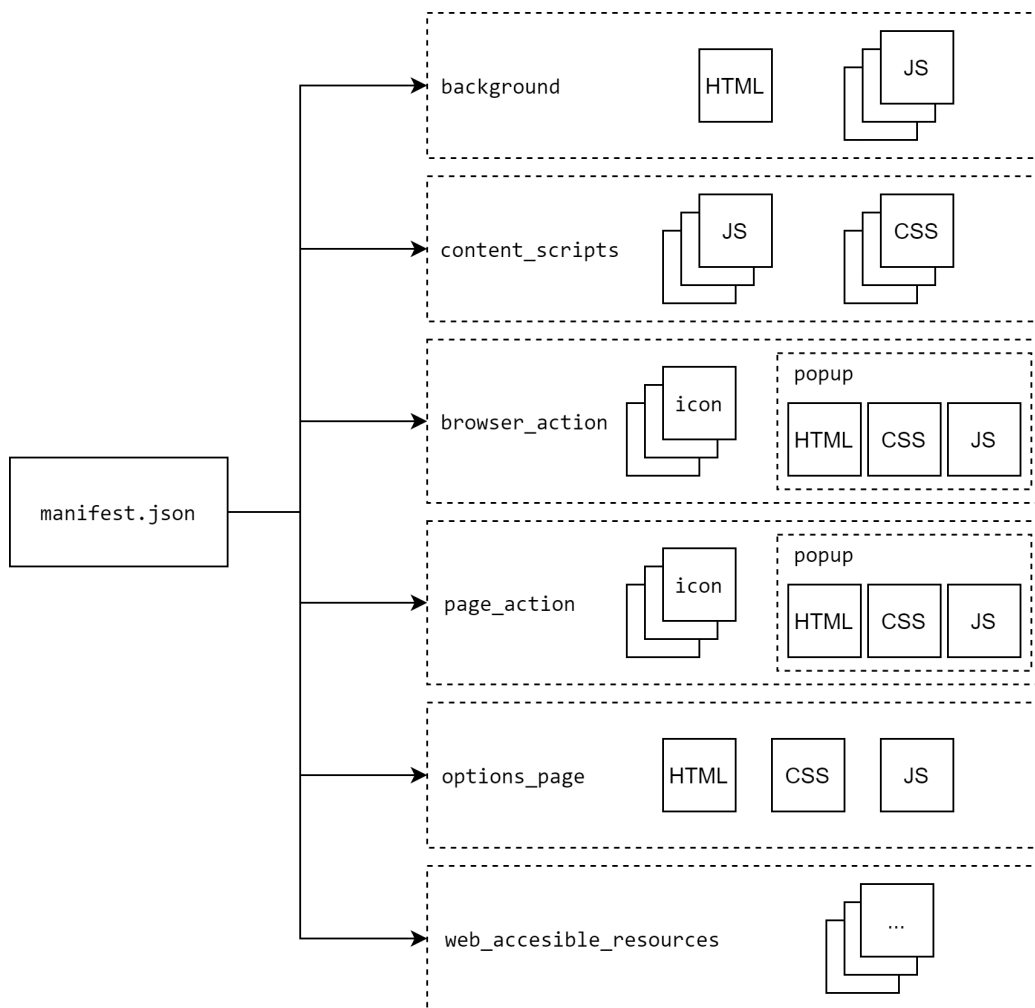 background
HTML
JS
content_scripts
JS
CSS
browser_action
icon
popup
HTML
CSS
JS
manifest.json
page_action
icon
popup
HTML
CSS
JS
options_page
HTML
CSS
JS
web_accesible_resources
...